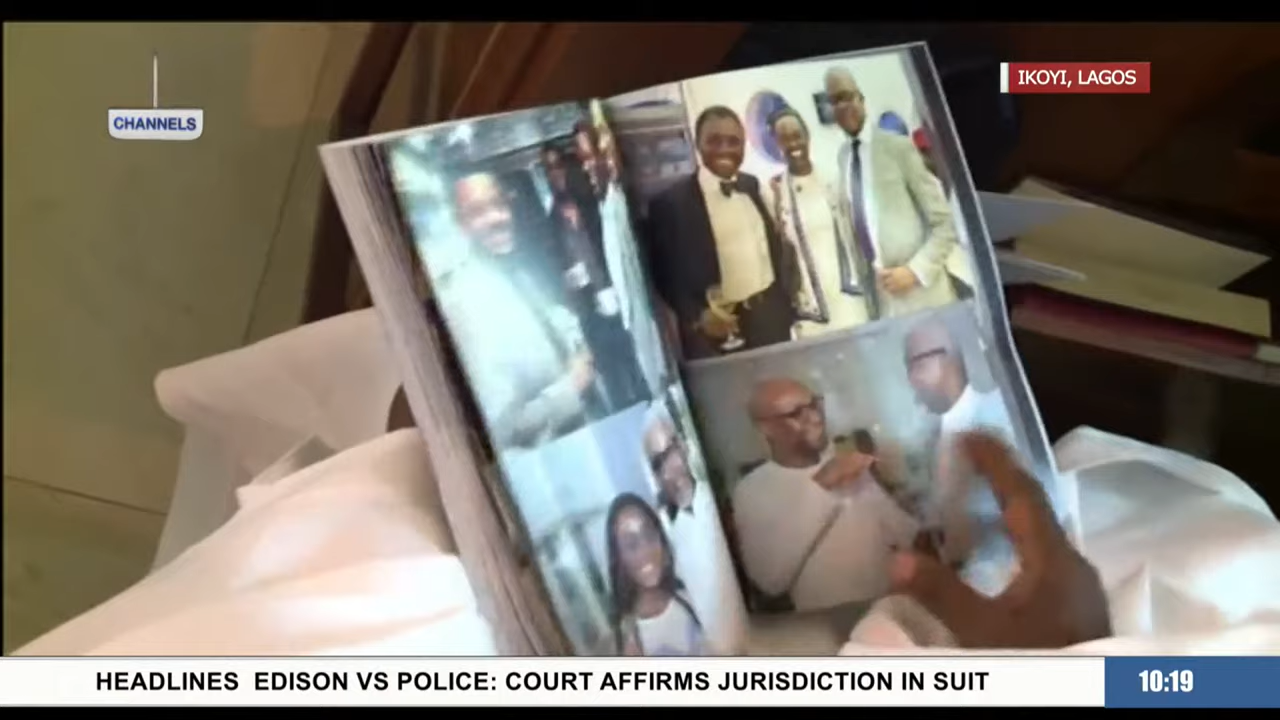 IKOYI, LAGOS
CHANNELS
HEADLINES EDISON VS POLICE: COURT AFFIRMS JURISDICTION IN SUIT
10:19